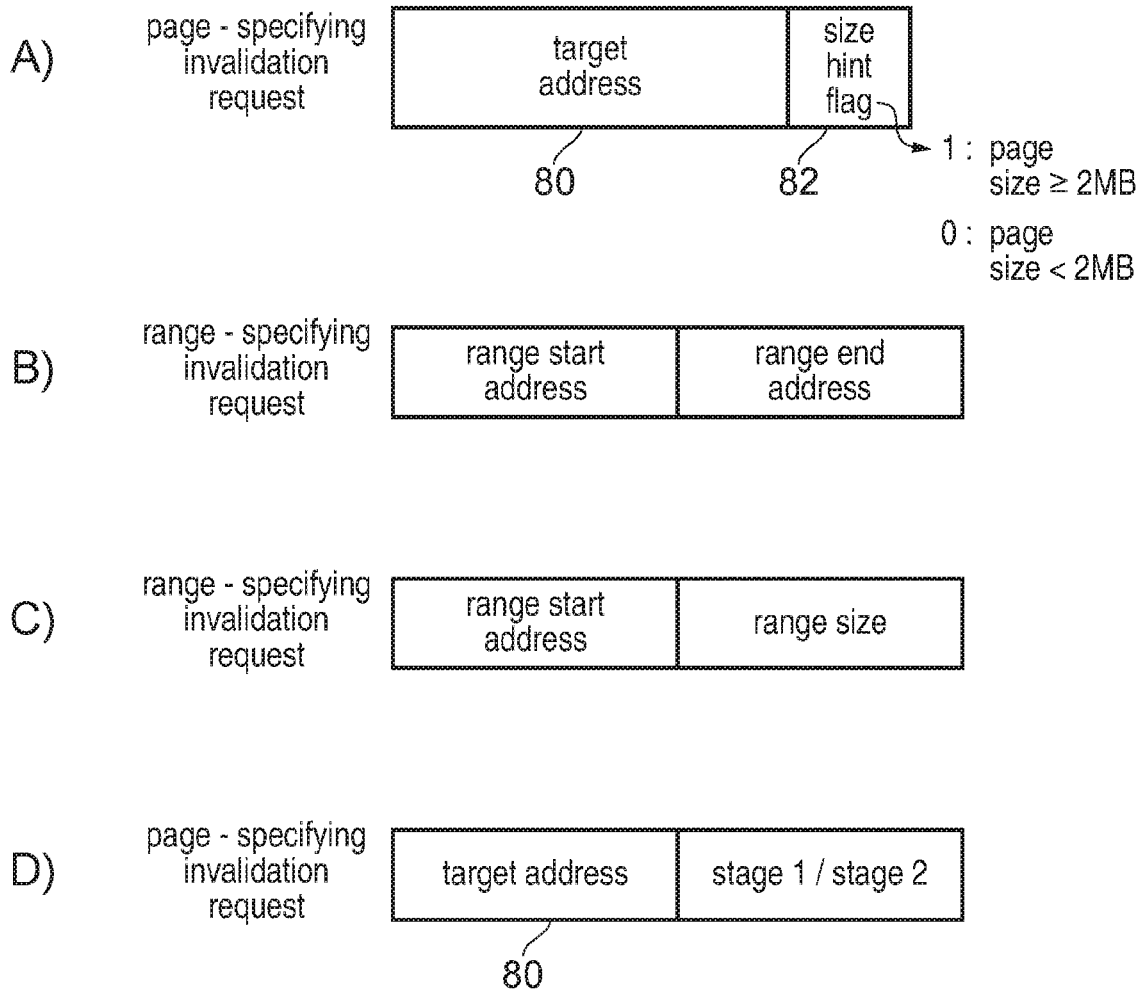 A)
page - specifying
invalidation
request
target
address
size
hint
flag
80
82
1 : page
size ≥ 2MB
0 : page
size < 2MB
B)
range - specifying
invalidation
request
range start
address
range end
address
C)
range - specifying
invalidation
request
range start
address
range size
D)
page - specifying
invalidation
request
target address
stage 1 / stage 2
80